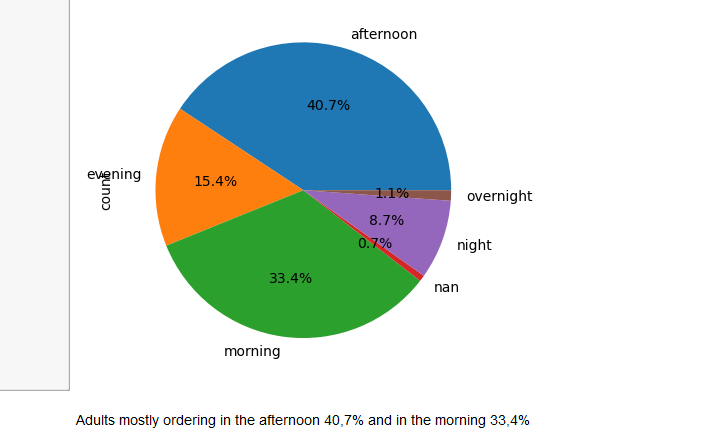 afternoon
40.7%
evening
count
15.4%
1.1%
overnight
8.7%
night
0.7%
33.4%
nan
morning
Adults mostly ordering in the afternoon 40,7% and in the morning 33,4%